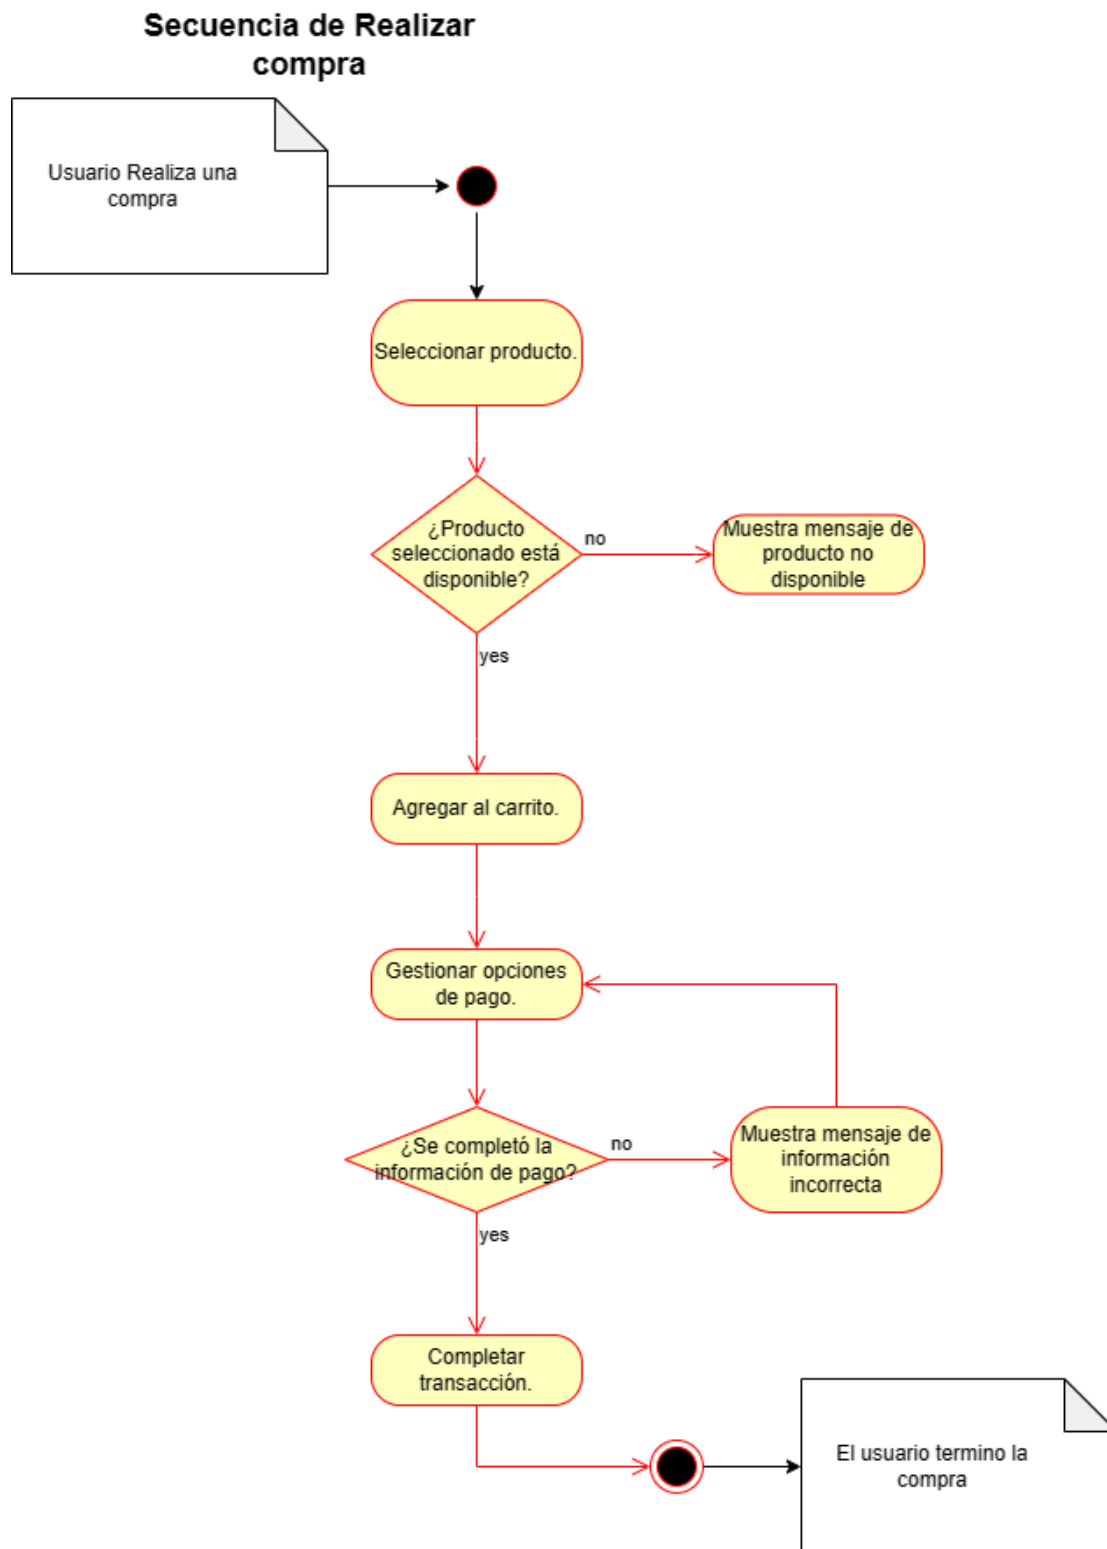 Secuencia de Realizar
compra
Usuario Realiza una
compra
Seleccionar producto.
¿Producto
seleccionado está
disponible?
no
Muestra mensaje de
producto no
disponible
yes
Agregar al carrito.
Gestionar opciones
de pago.
¿Se completó la
información de pago?
no
Muestra mensaje de
información
incorrecta
yes
Completar
transacción.
El usuario termino la
compra